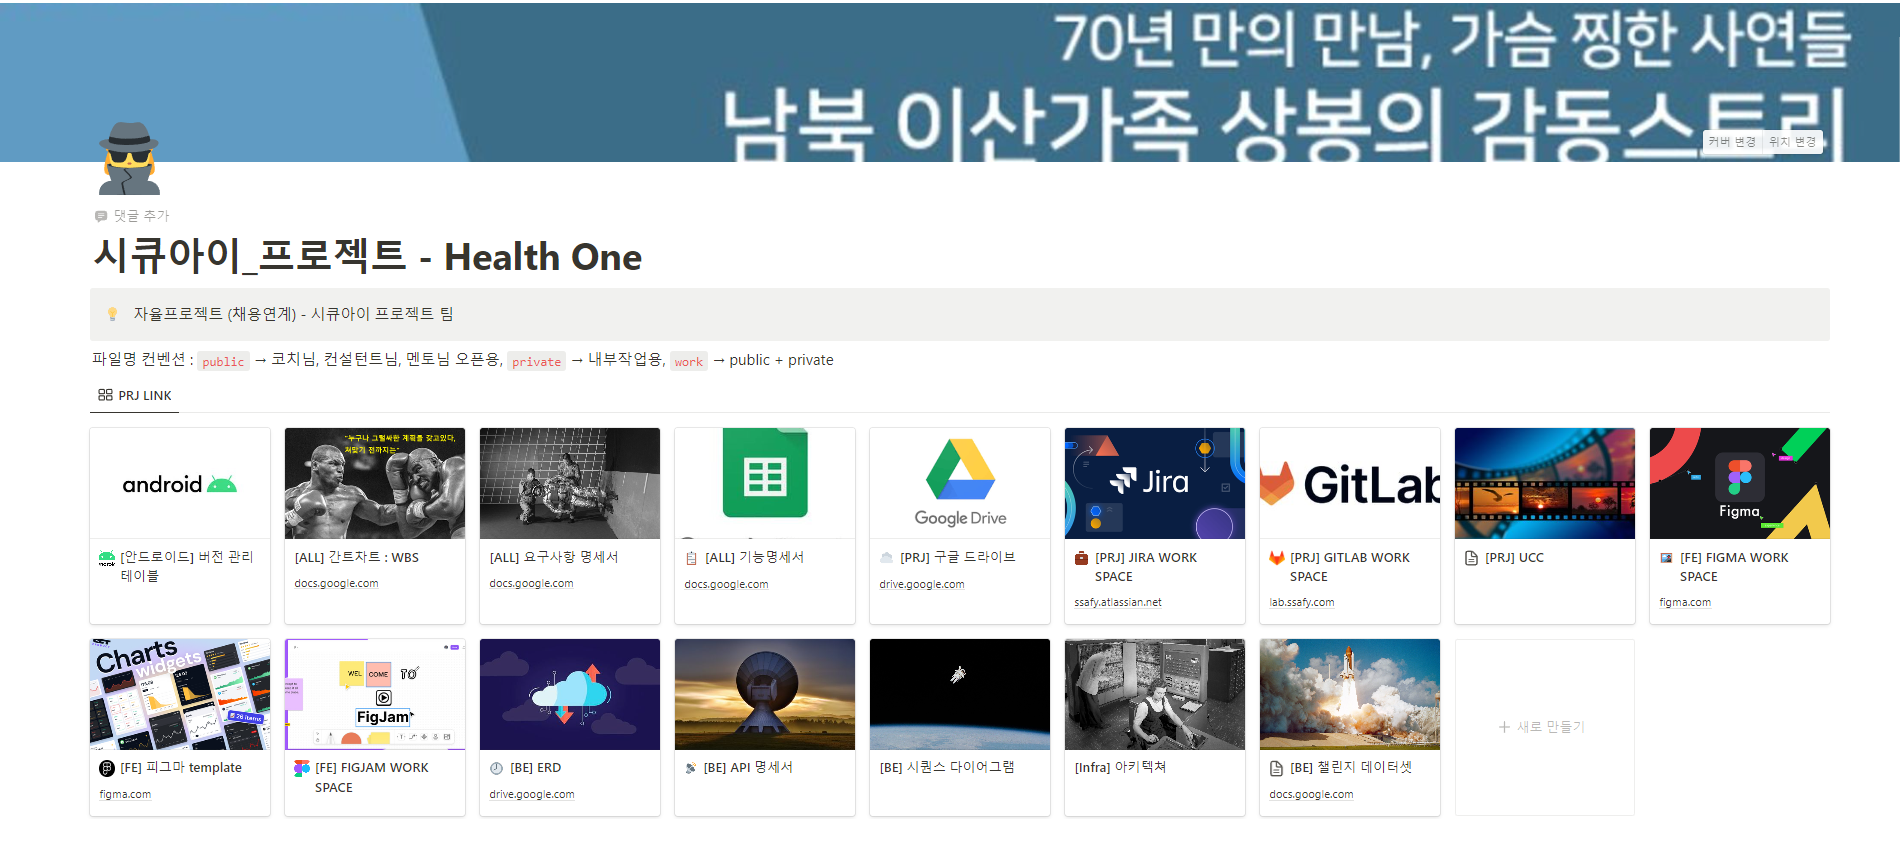 70년 만의 만남, 가슴 찡한 사연들
남북 이산가족 상봉의 감동스토리
커버 변경 위치 변경
댓글 추가
시큐아이_프로젝트 - Health One
자율프로젝트 (채용연계) - 시큐아이 프로젝트 팀
파일명 컨벤션 : public → 코치님, 컨설턴트님, 멘토님 오픈용, private → 내부작업용, work → public + private
PRJ LINK
android
[안드로이드] 버전 관리
테이블
"누구나 그럴싸한 계획을 갖고있다,
쳐맞기 전까지는"
[ALL] 간트차트 : WBS
docs.google.com
[ALL] 요구사항 명세서
docs.google.com
[ALL] 기능명세서
docs.google.com
Google Drive
[PRJ] 구글 드라이브
drive.google.com
Jira
[PRJ] JIRA WORK
SPACE
ssafy.atlassian.net
GitLab
[PRJ] GITLAB WORK
SPACE
lab.ssafy.com
[PRJ] UCC
Figma
[FE] FIGMA WORK
SPACE
figma.com
Charts
widgets
26 items
[FE] 피그마 template
figma.com
WEL COME TO
FigJam
[FE] FIGJAM WORK
SPACE
[BE] ERD
drive.google.com
[BE] API 명세서
[BE] 시퀀스 다이어그램
[Infra] 아키텍쳐
[BE] 챌린지 데이터셋
docs.google.com
+ 새로 만들기